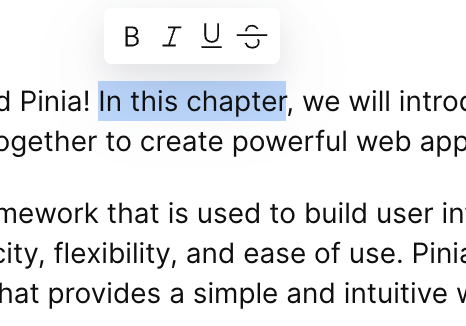 B I U S
d Pinia! In this chapter, we will introd
ogether to create powerful web app
mework that is used to build user in
city, flexibility, and ease of use. Pinia
hat provides a simple and intuitive w